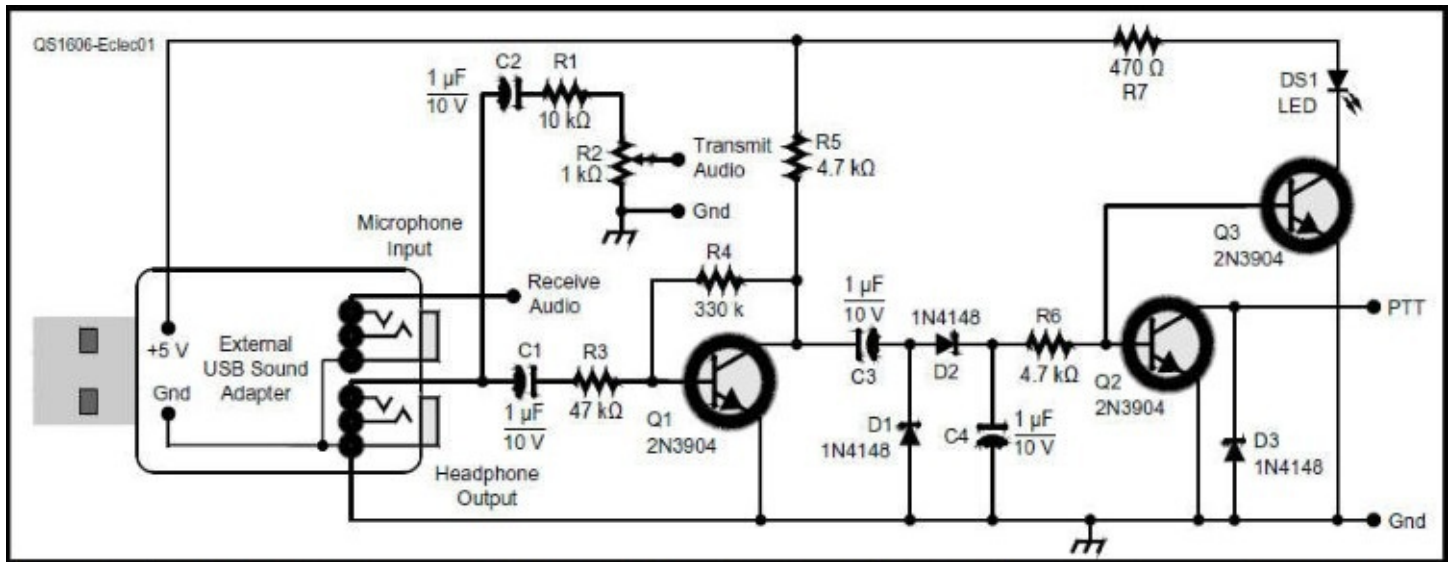 QS1606-Eclec01
C2
1 µF
10 V
R1
10 kΩ
R2
1 kΩ
Transmit
Audio
Gnd
R5
4.7 kΩ
470 Ω
R7
DS1
LED
Microphone
Input
Receive
Audio
R4
330 k
Q3
2N3904
+5 V
Gnd
External
USB Sound
Adapter
C1
1 µF
10 V
R3
47 kΩ
Q1
2N3904
1 µF
10 V
C3
1N4148
D2
R6
4.7 kΩ
Q2
2N3904
PTT
D1
1N4148
C4
1 µF
10 V
D3
1N4148
Headphone
Output
Gnd